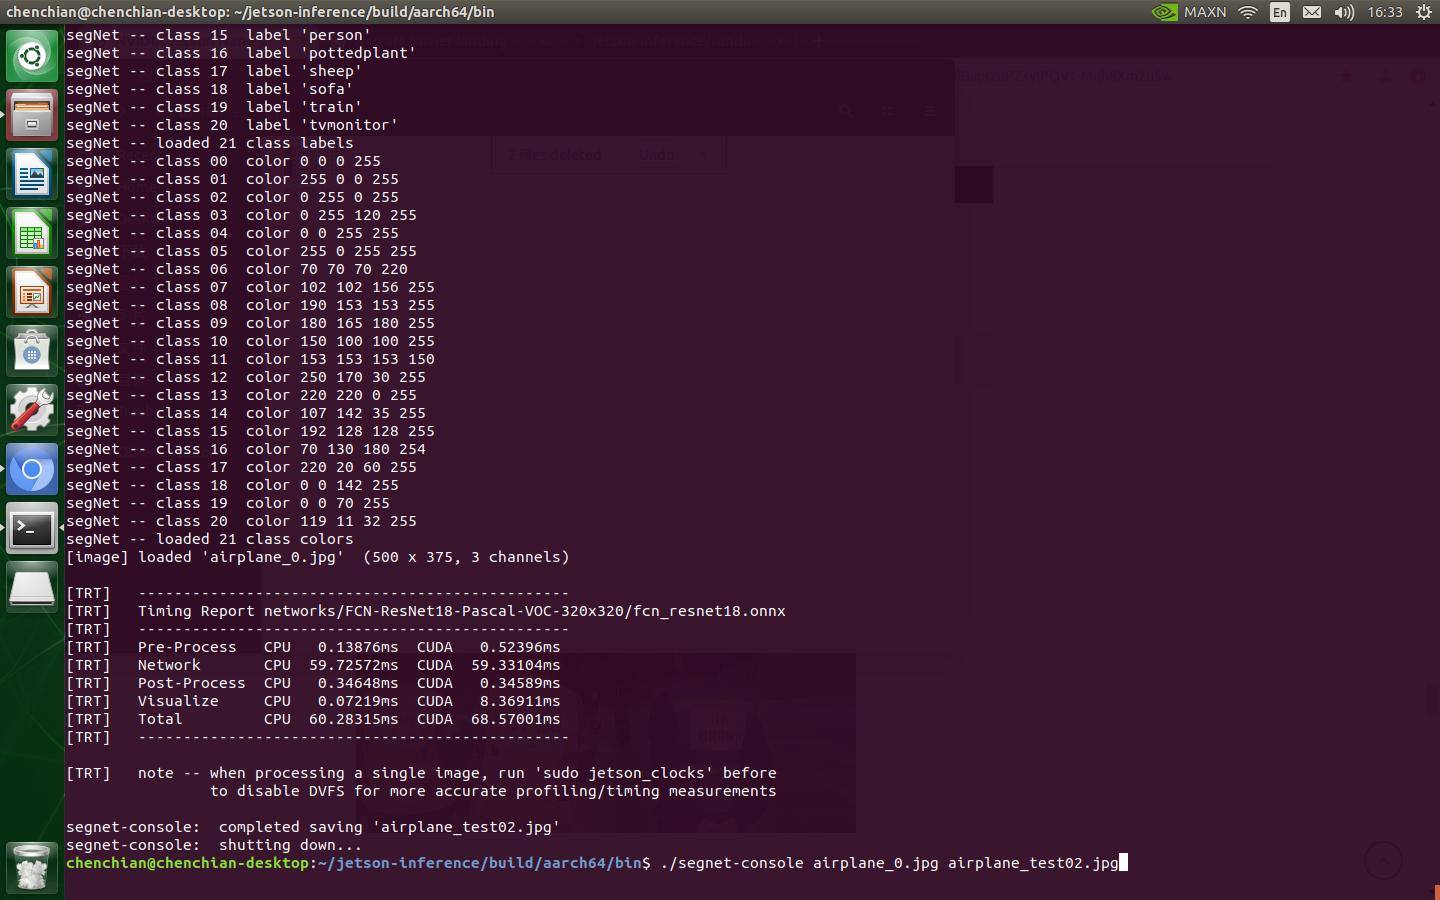 chenchian@chenchian-desktop: ~/jetson-inference/build/aarch64/bin
MAXN En 16:33
segNet -- class 15  label 'person'
segNet -- class 16  label 'pottedplant'
segNet -- class 17  label 'sheep'
segNet -- class 18  label 'sofa'
segNet -- class 19  label 'train'
segNet -- class 20  label 'tvmonitor'
segNet -- loaded 21 class labels
segNet -- class 00  color 0 0 0 255
segNet -- class 01  color 255 0 0 255
segNet -- class 02  color 0 255 0 255
segNet -- class 03  color 0 255 120 255
segNet -- class 04  color 0 0 255 255
segNet -- class 05  color 255 0 255 255
segNet -- class 06  color 70 70 70 220
segNet -- class 07  color 102 102 156 255
segNet -- class 08  color 190 153 153 255
segNet -- class 09  color 180 165 180 255
segNet -- class 10  color 150 100 100 255
segNet -- class 11  color 153 153 153 150
segNet -- class 12  color 250 170 30 255
segNet -- class 13  color 220 220 0 255
segNet -- class 14  color 107 142 35 255
segNet -- class 15  color 192 128 128 255
segNet -- class 16  color 70 130 180 254
segNet -- class 17  color 220 20 60 255
segNet -- class 18  color 0 0 142 255
segNet -- class 19  color 0 0 70 255
segNet -- class 20  color 119 11 32 255
segNet -- loaded 21 class colors
[image] loaded 'airplane_0.jpg'  (500 x 375, 3 channels)
[TRT]   ------------------------------------------------
[TRT]   Timing Report networks/FCN-ResNet18-Pascal-VOC-320x320/fcn_resnet18.onnx
[TRT]   ------------------------------------------------
[TRT]   Pre-Process   CPU   0.13876ms  CUDA   0.52396ms
[TRT]   Network       CPU  59.72572ms  CUDA  59.33104ms
[TRT]   Post-Process  CPU   0.34648ms  CUDA   0.34589ms
[TRT]   Visualize     CPU   0.07219ms  CUDA   8.36911ms
[TRT]   Total         CPU  60.28315ms  CUDA  68.57001ms
[TRT]   ------------------------------------------------
[TRT]   note -- when processing a single image, run 'sudo jetson_clocks' before
to disable DVFS for more accurate profiling/timing measurements
segnet-console:  completed saving 'airplane_test02.jpg'
segnet-console:  shutting down...
chenchian@chenchian-desktop:~/jetson-inference/build/aarch64/bin$ ./segnet-console airplane_0.jpg airplane_test02.jpg
2 Files deleted Undo